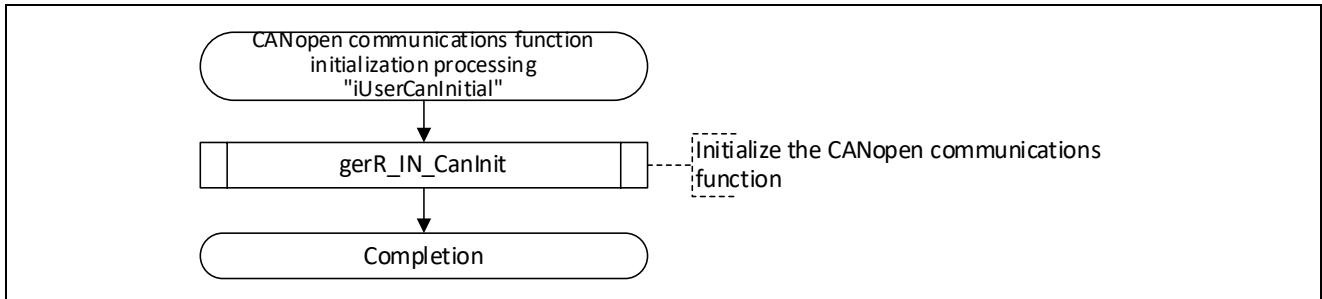 CANopen communications function
initialization processing
"iUserCanInitial"
gerR_IN_CanInit
Initialize the CANopen communications
function
Completion